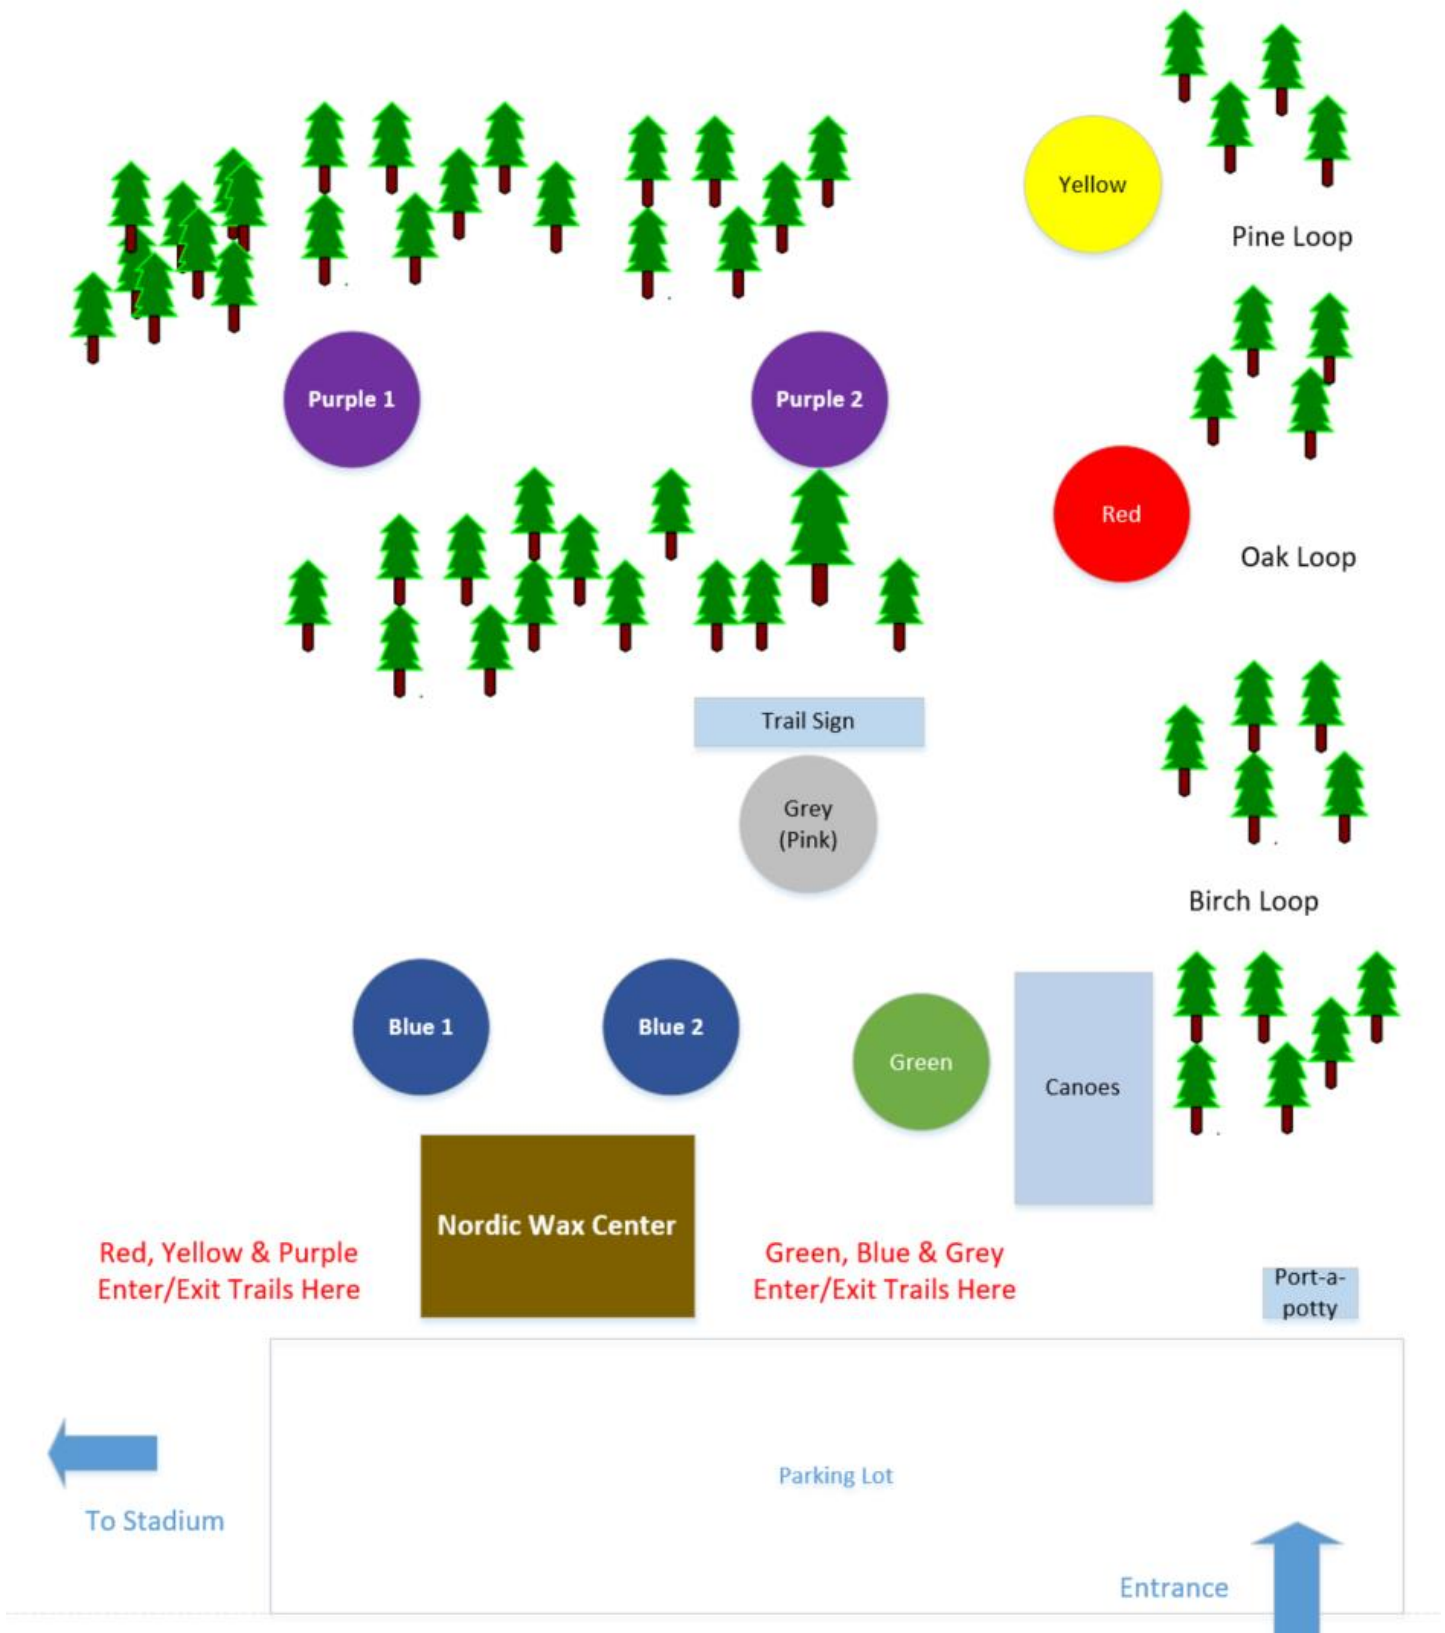 Yellow
Pine Loop
Purple 1
Purple 2
Red
Oak Loop
Trail Sign
Grey
(Pink)
Birch Loop
Blue 1
Blue 2
Green
Canoes
Nordic Wax Center
Red, Yellow & Purple
Enter/Exit Trails Here
Green, Blue & Grey
Enter/Exit Trails Here
Port-a-
potty
Parking Lot
To Stadium
Entrance